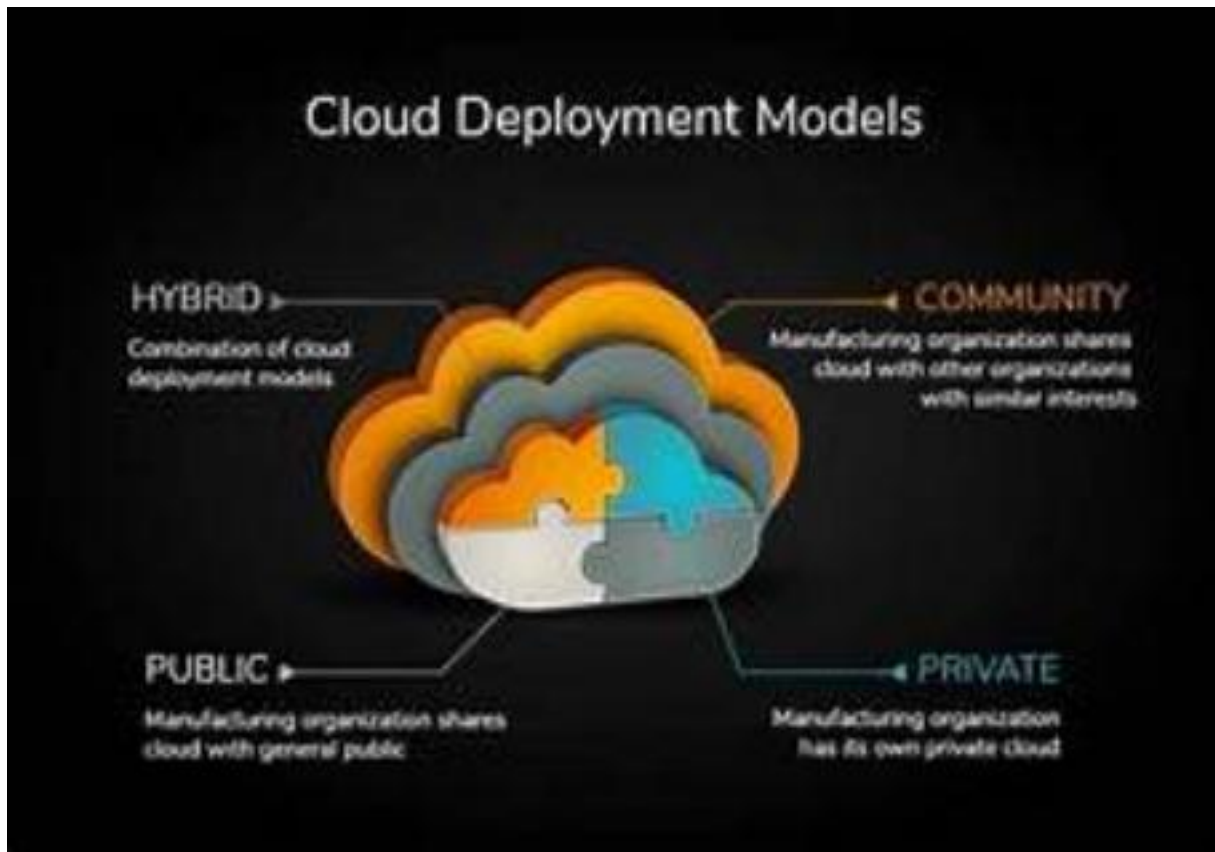 Cloud Deployment Models
HYBRID
Combination of cloud
deployment models
COMMUNITY
Manufacturing organization shares
cloud with other organizations
with similar interests
PUBLIC
Manufacturing organization shares
cloud with general public
PRIVATE
Manufacturing organization
has its own private cloud